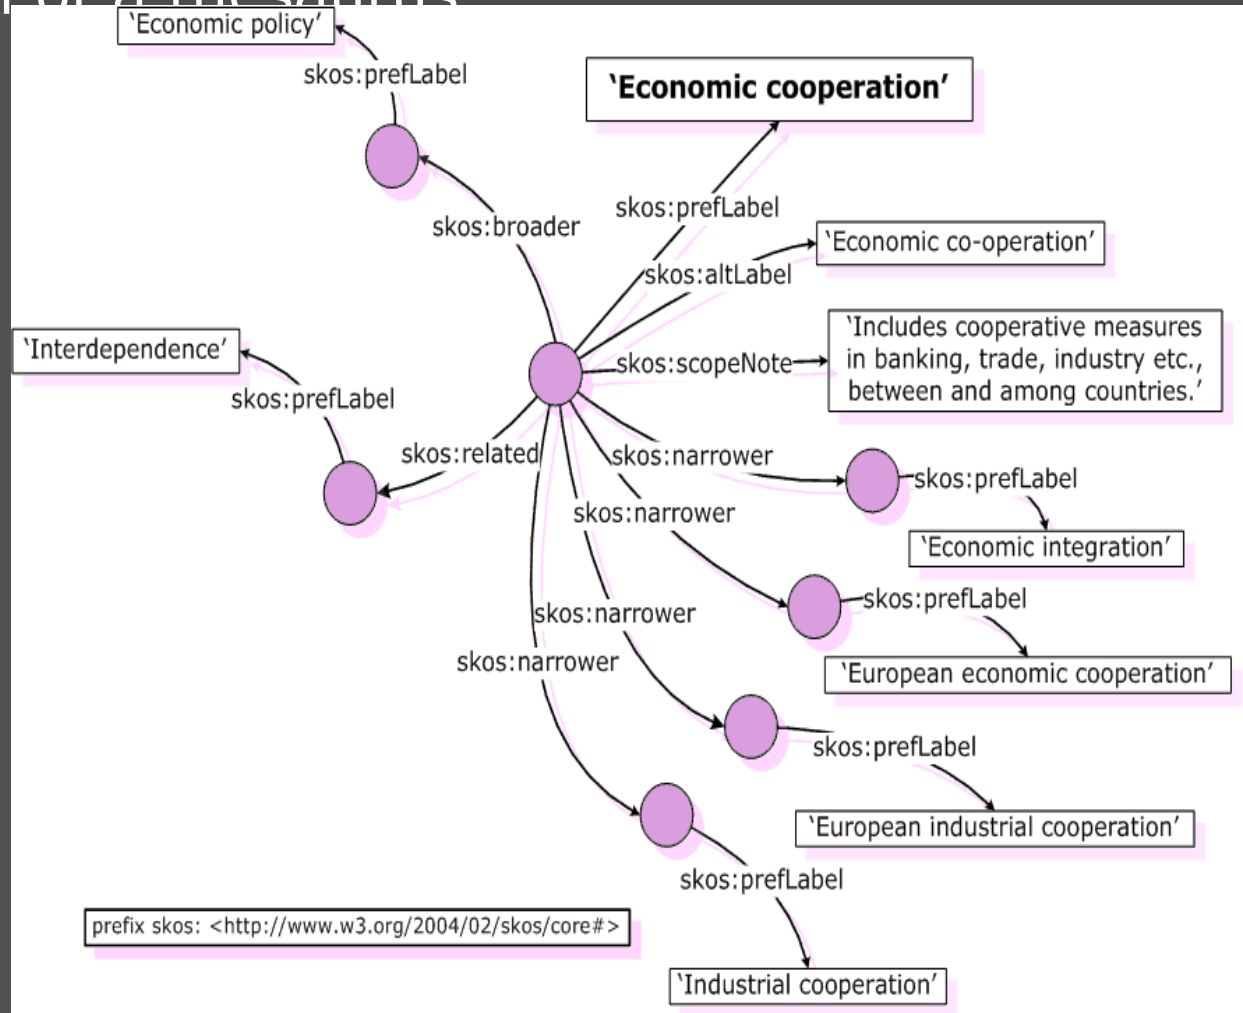 ‘Economic policy’
skos:prefLabel
‘Economic cooperation’
skos:prefLabel
skos:broader
‘Economic co-operation’
skos:altLabel
‘Includes cooperative measures
in banking, trade, industry etc.,
between and among countries.’
skos:scopeNote
‘Interdependence’
skos:prefLabel
skos:related
skos:narrower
skos:prefLabel
‘Economic integration’
skos:narrower
skos:prefLabel
‘European economic cooperation’
skos:narrower
skos:prefLabel
‘European industrial cooperation’
skos:narrower
skos:prefLabel
‘Industrial cooperation’
prefix skos: <http://www.w3.org/2004/02/skos/core#>